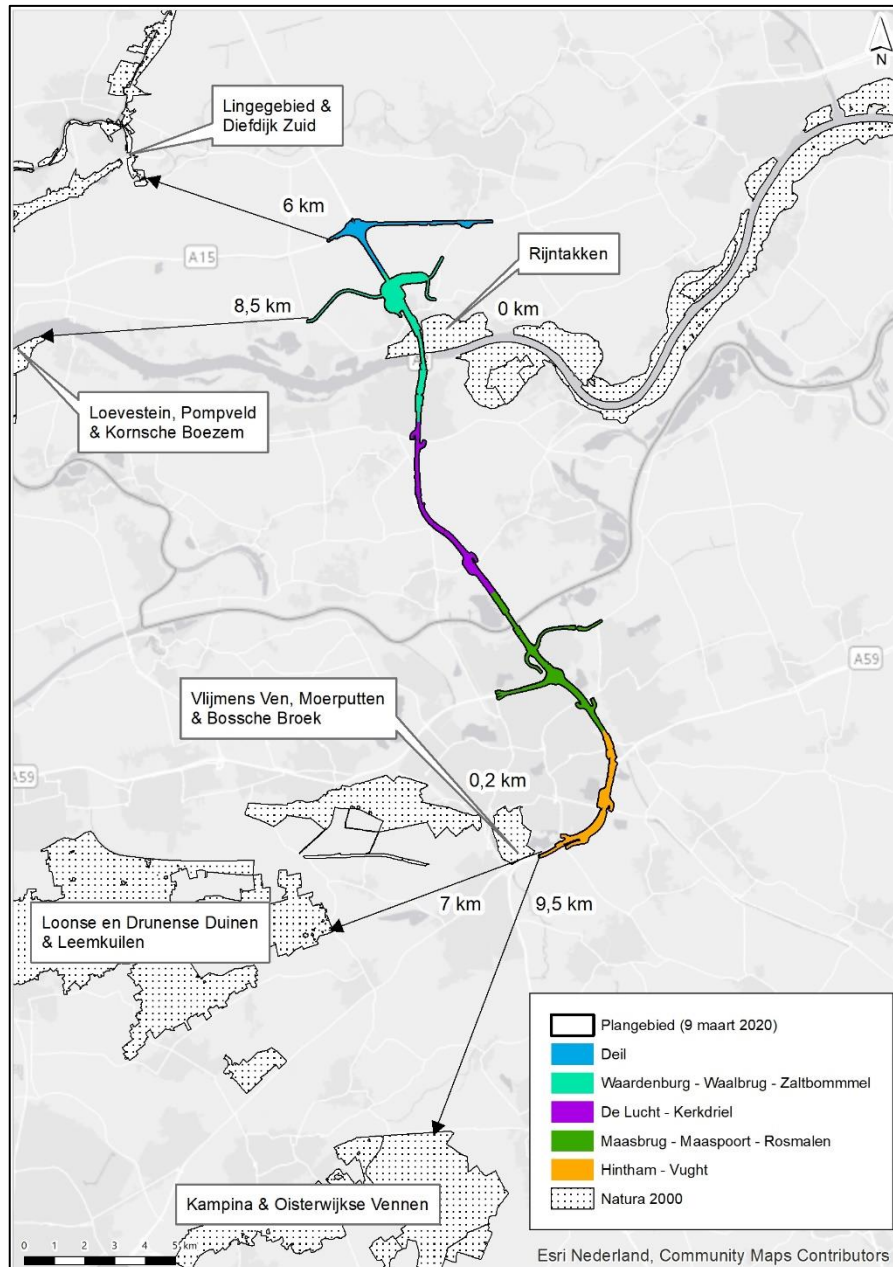 N
Lingegebied &
Diefdijk Zuid
6 km
A15
Rijntakken
8,5 km
0 km
Loevestein, Pompveld
& Kornsche Boezem
A59
Vlijmens Ven, Moerputten
& Bossche Broek
A59
0,2 km
7 km
9,5 km
Loonse en Drunense Duinen
& Leemkuilen
Kampina & Oisterwijkse Vennen
Plangebied (9 maart 2020)
Deil
Waardenburg - Waalbrug - Zaltbommmel
De Lucht - Kerkdriel
Maasbrug - Maaspoort - Rosmalen
Hintham - Vught
Natura 2000
0 1 2 3 4 5 km
Esri Nederland, Community Maps Contributors